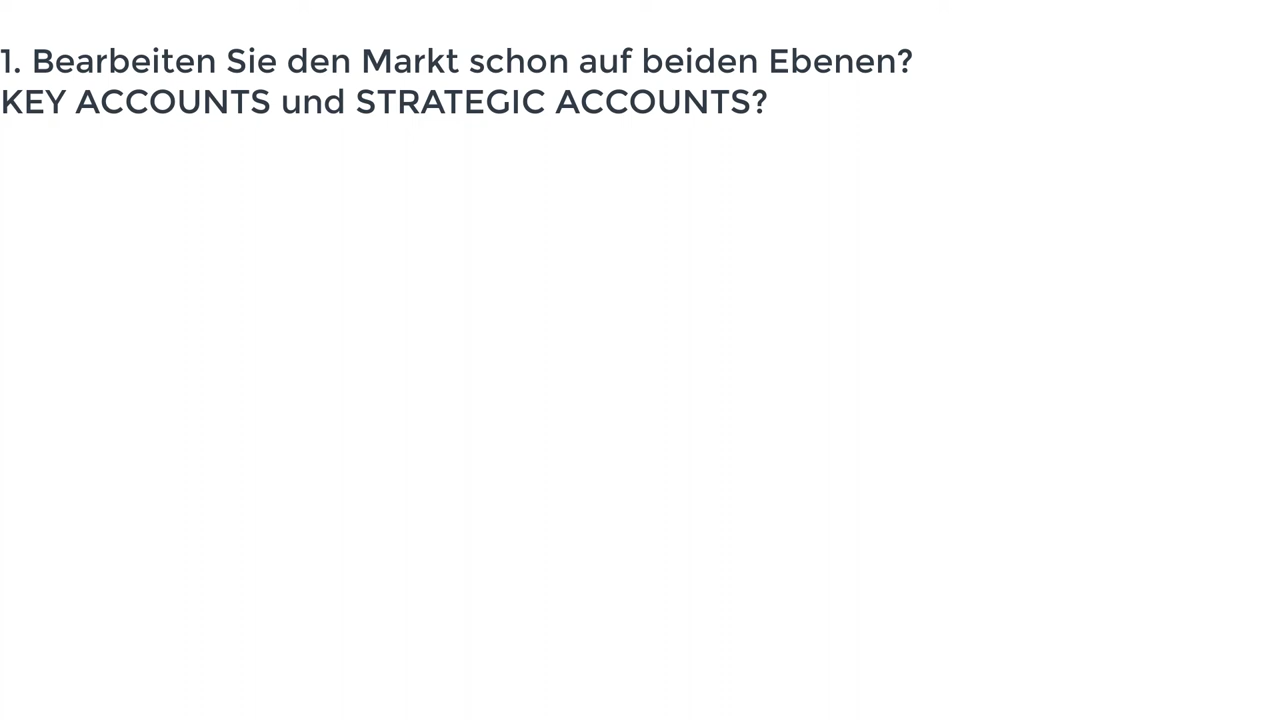 1. Bearbeiten Sie den Markt schon auf beiden Ebenen?
KEY ACCOUNTS und STRATEGIC ACCOUNTS?